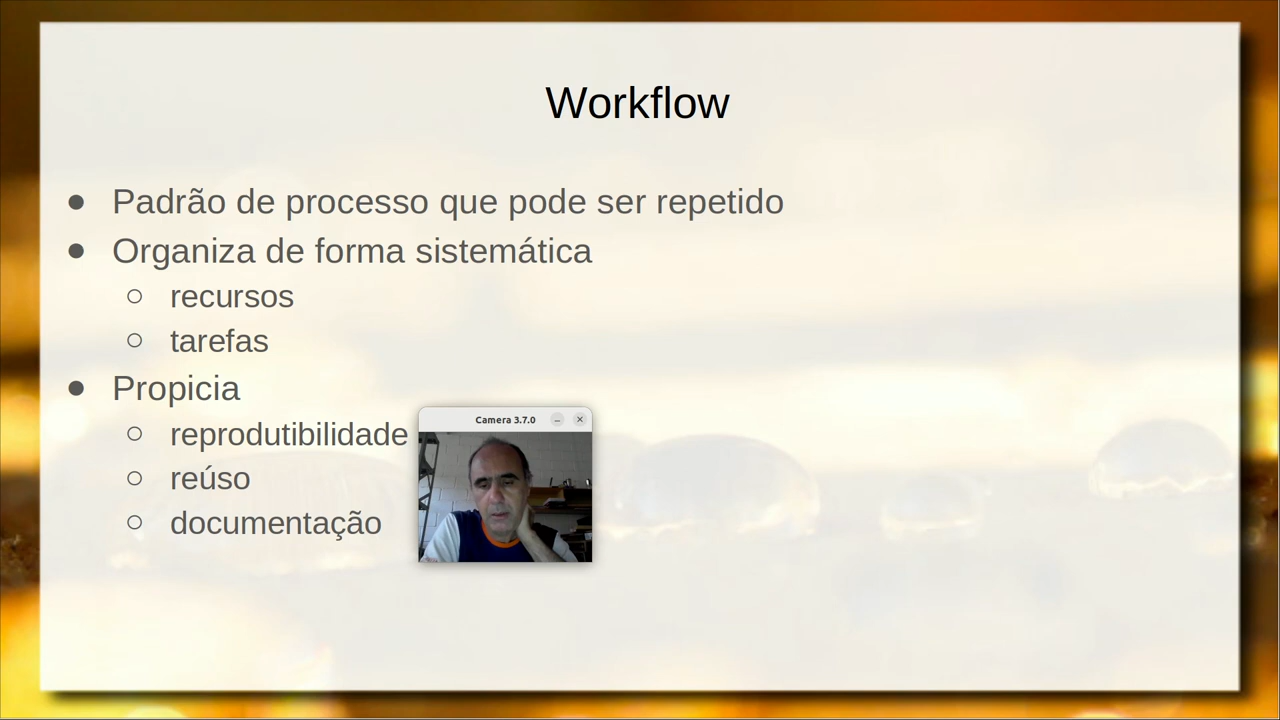 Workflow
● Padrão de processo que pode ser repetido
● Organiza de forma sistemática
○ recursos
○ tarefas
● Propicia
○ reprodutibilidade
○ reúso
○ documentação
Camera 3.7.0